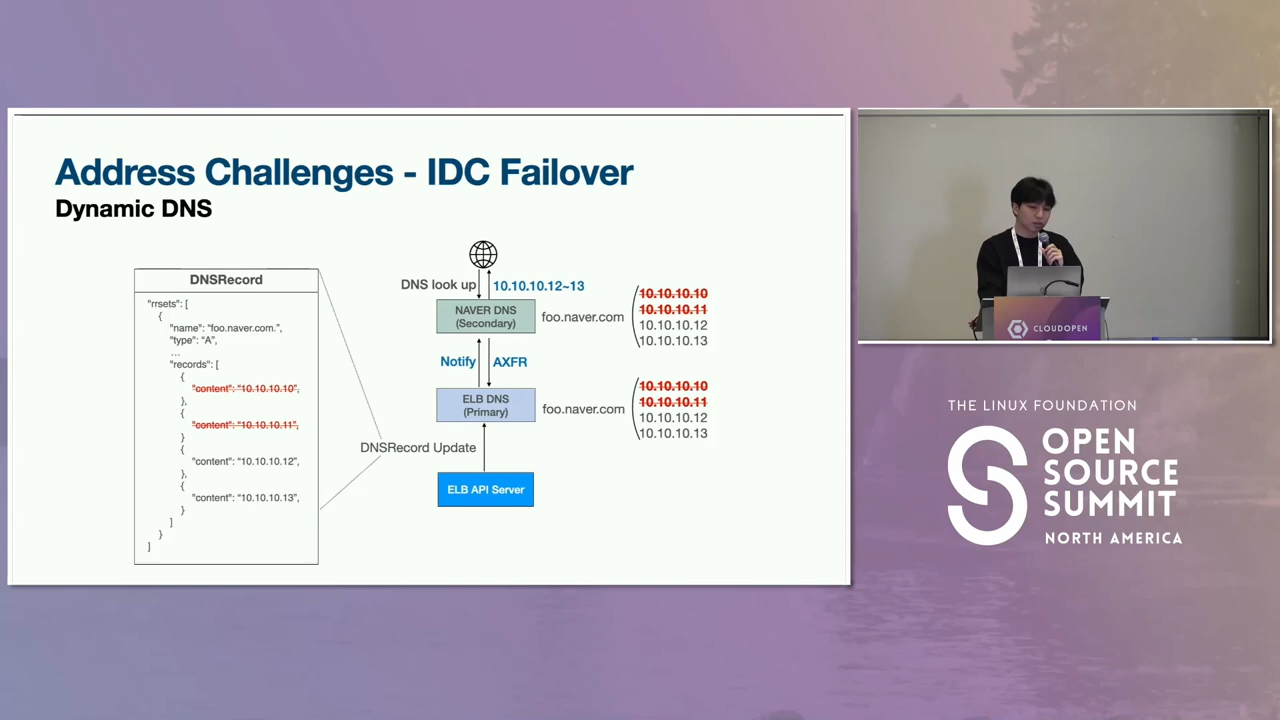 Address Challenges - IDC Failover
Dynamic DNS
DNSRecord
"rrsets": [
{
"name": “foo.naver.com.”,
"type": “A”,
...
"records": [
{
"content": “10.10.10.10”,
},
{
"content": “10.10.10.11”,
}
{
"content": “10.10.10.12”,
},
{
"content": “10.10.10.13”,
}
]
}
]
DNS look up
10.10.10.12~13
NAVER DNS
(Secondary)
foo.naver.com
10.10.10.10
10.10.10.11
10.10.10.12
10.10.10.13
Notify
AXFR
ELB DNS
(Primary)
foo.naver.com
10.10.10.10
10.10.10.11
10.10.10.12
10.10.10.13
DNSRecord Update
ELB API Server
CLOUDOPEN
THE LINUX FOUNDATION
OPEN
SOURCE
SUMMIT
NORTH AMERICA